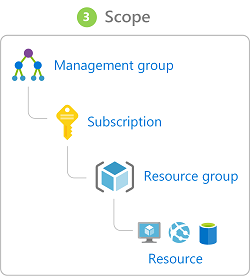 3 Scope
Management group
Subscription
Resource group
Resource